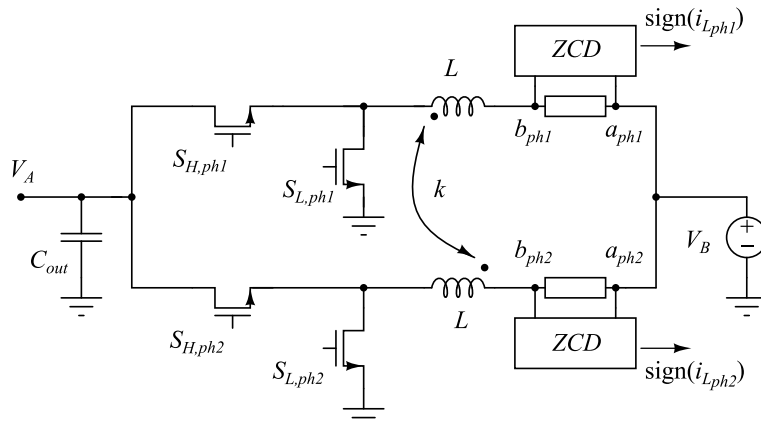 sign(i_{Lph1})
ZCD
L
b_{ph1}
a_{ph1}
S_{H,ph1}
V_A
S_{L,ph1}
k
C_{out}
b_{ph2}
a_{ph2}
V_B
+
−
L
S_{H,ph2}
ZCD
S_{L,ph2}
sign(i_{Lph2})